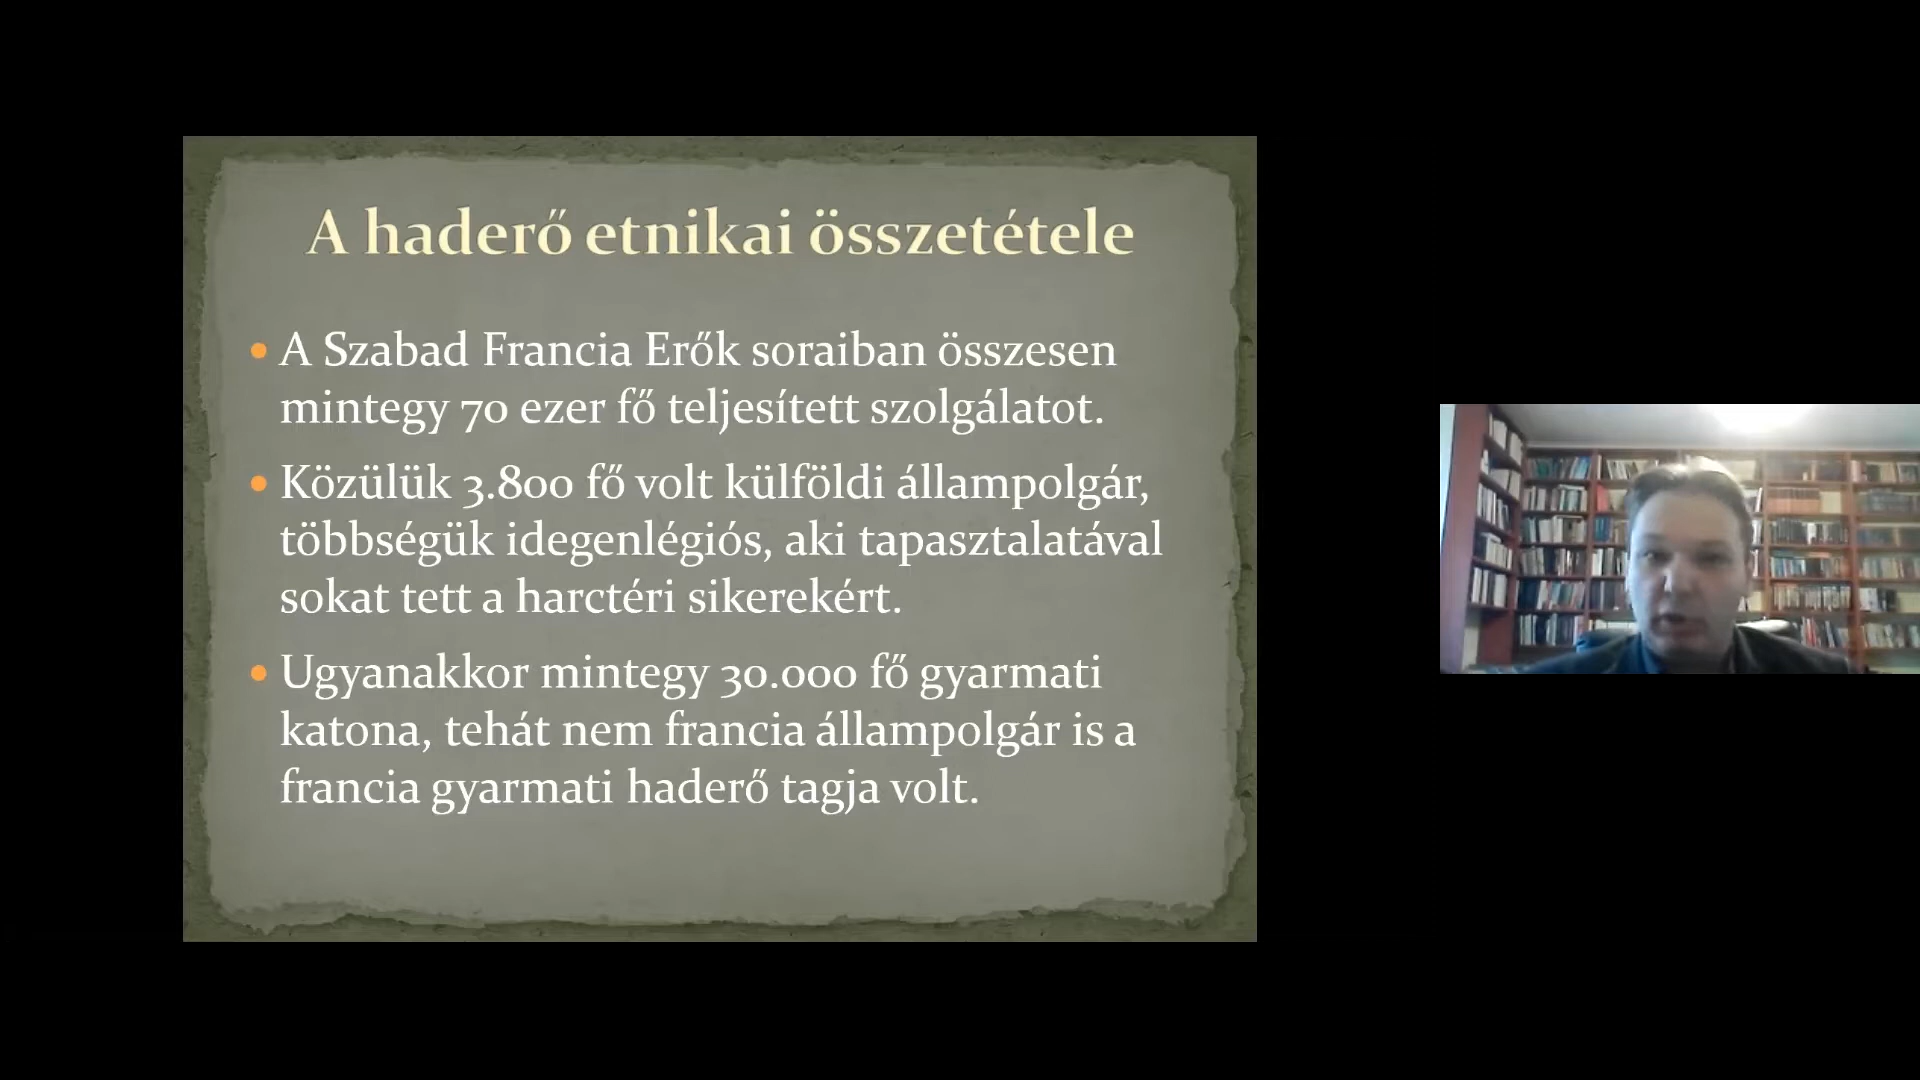 A haderő etnikai összetétele
A Szabad Francia Erők soraiban összesen
mintegy 70 ezer fő teljesített szolgálatot.
Közülük 3.800 fő volt külföldi állampolgár,
többségük idegenlégiós, aki tapasztalatával
sokat tett a harctéri sikerekért.
Ugyanakkor mintegy 30.000 fő gyarmati
katona, tehát nem francia állampolgár is a
francia gyarmati haderő tagja volt.